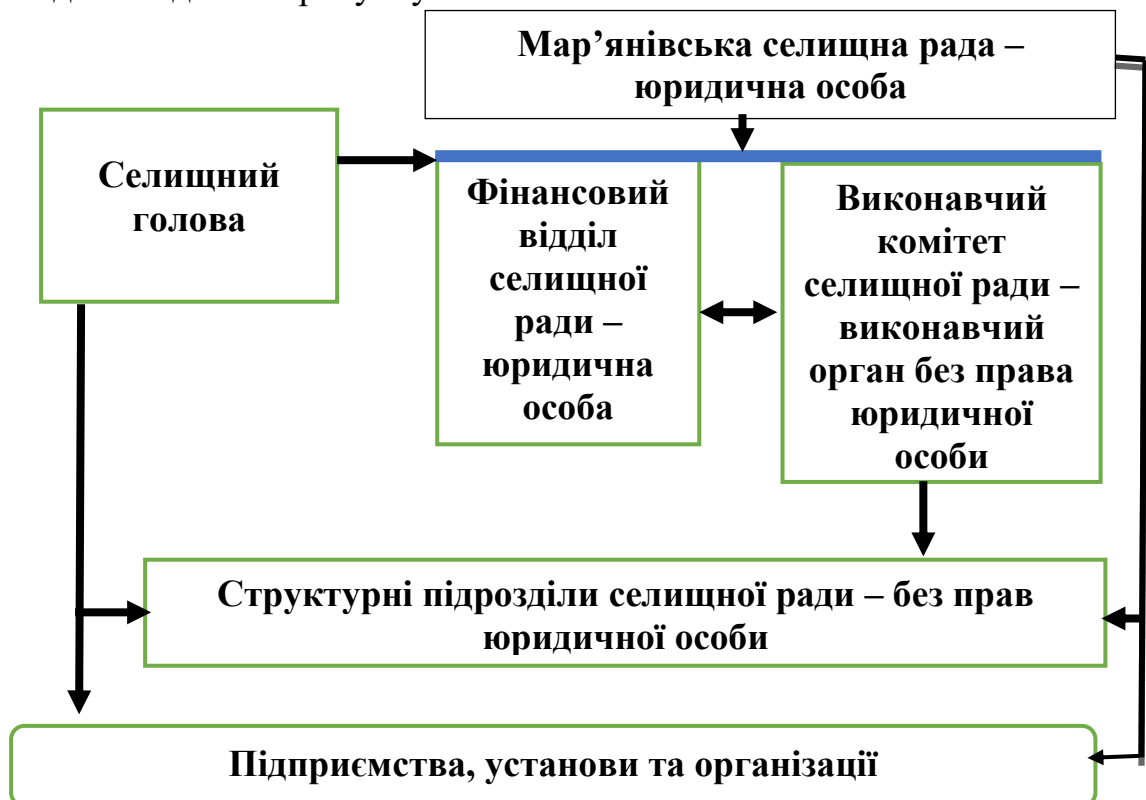 Мар’янівська селищна рада –
юридична особа
Селищний
голова
Фінансовий
відділ
селищної
ради –
юридична
особа
Виконавчий
комітет
селищної ради –
виконавчий
орган без права
юридичної
особи
Структурні підрозділи селищної ради – без прав
юридичної особи
Підприємства, установи та організації